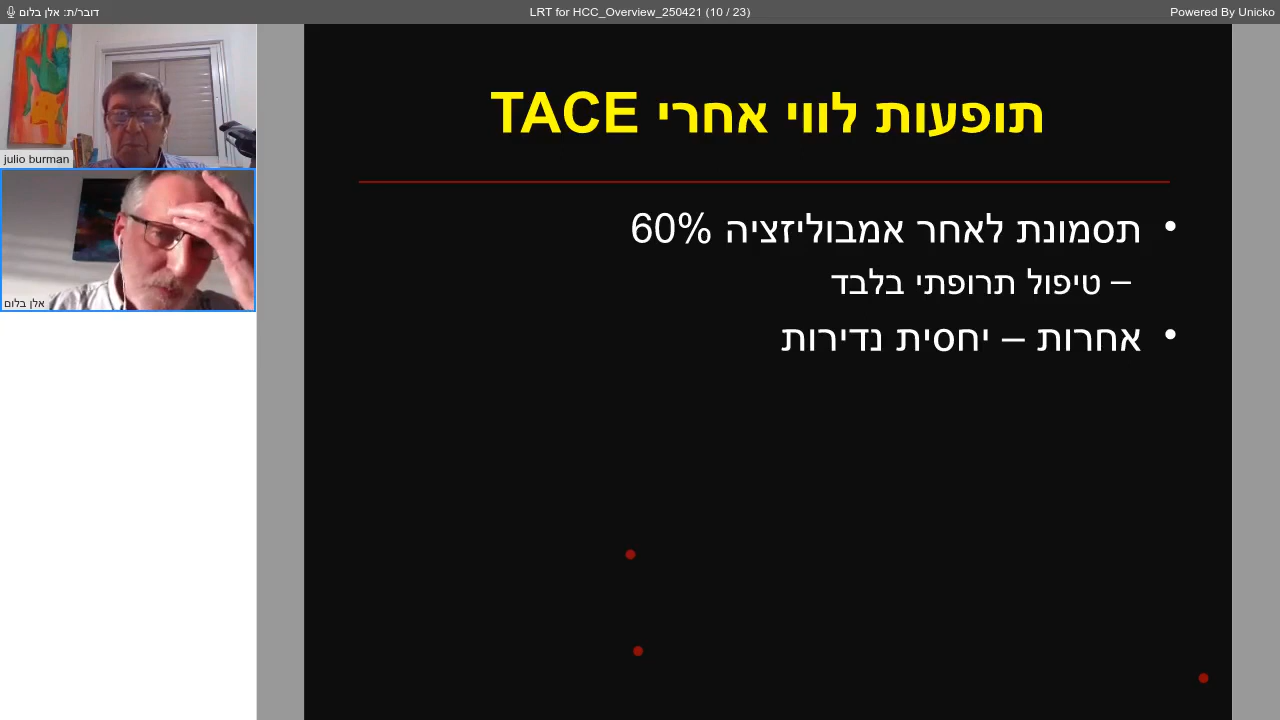 דובר/ת: אלן בלום
LRT for HCC_Overview_250421 (10 / 23)
Powered By Unicko
julio burman
אלן בלום
תופעות לווי אחרי TACE
• תסמונת לאחר אמבוליזציה 60%
– טיפול תרופתי בלבד
• אחרות – יחסית נדירות